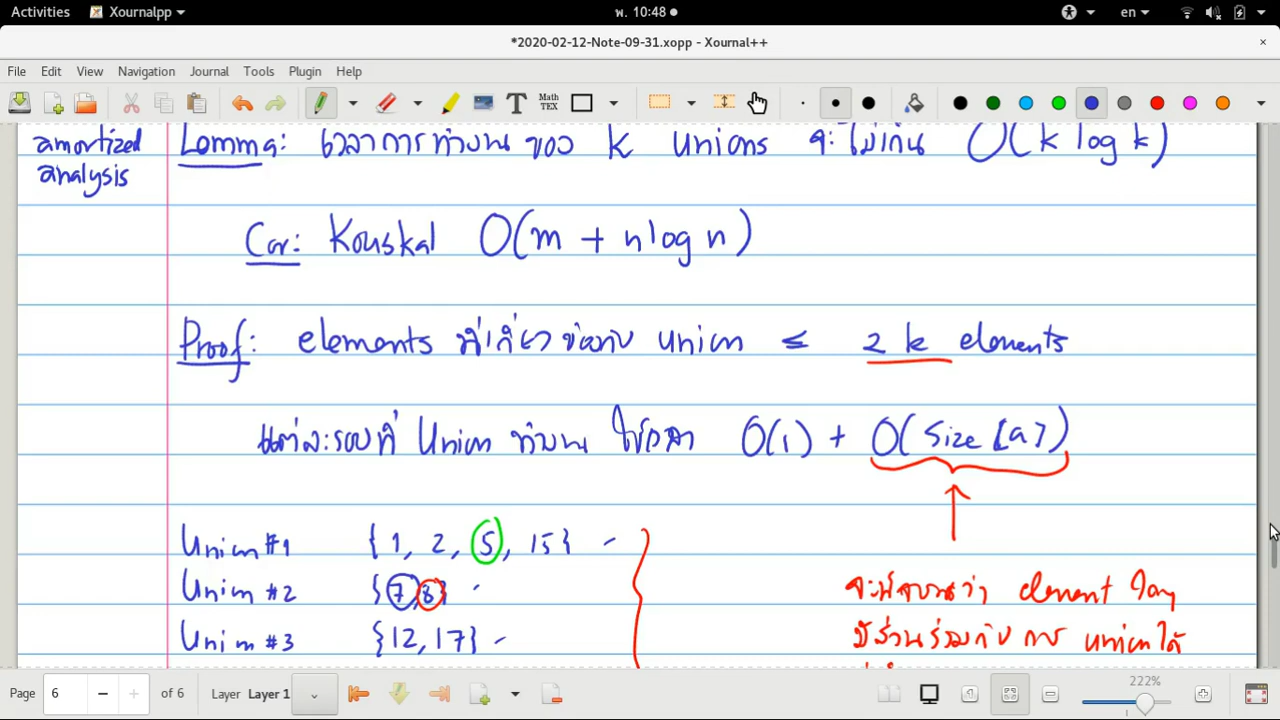 Activities Xournalpp พ. 10:48 en
*2020-02-12-Note-09-31.xopp - Xournal++
File Edit View Navigation Journal Tools Plugin Help
Math TEX
amortized
analysis
Lemma: เวลาการทำงาน ของ k Unions จะไม่เกิน O(k log k)
Cor: Kruskal O(m + n log n)
Proof: elements ที่เกี่ยวข้องกับ union ≤ 2 k elements
แต่ละรอบที่ Union ทำงาน ใช้เวลา O(1) + O(Size[a])
Union #1 {1, 2, 5, 15}
Union #2 {7, 8}
Union #3 {12, 17}
จะพิจารณาว่า element ใดๆ
มีส่วนร่วมกับการ union ได้
Page 6 of 6 Layer Layer 1 222%